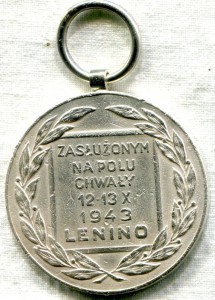 ZASŁUŻONYM
NA POLU
CHWAŁY
12-13 X
1943
LENINO